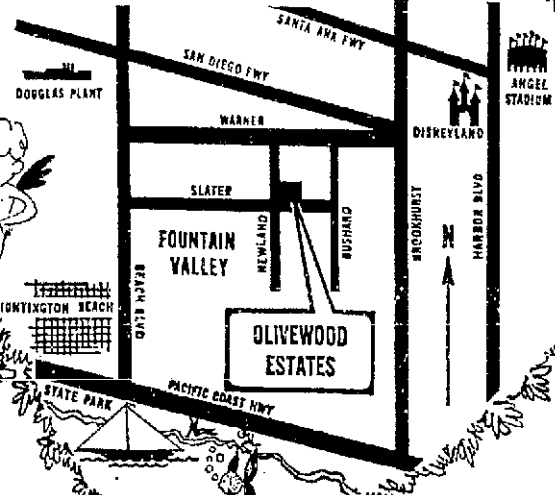 SANTA ANA FWY
SAN DIEGO FWY
DOUGLAS PLANT
ANGEL
STADIUM
WARNER
DISNEYLAND
SLATER
NEWLAND
BUSHARD
BROOKHURST
HARBOR BLVD
N
FOUNTAIN
VALLEY
BEACH BLVD
HUNTINGTON BEACH
OLIVEWOOD
ESTATES
STATE PARK
PACIFIC COAST HWY